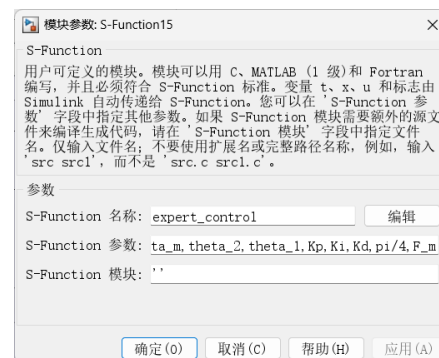 模块参数: S-Function15
S-Function
用户可定义的模块。模块可以用 C、MATLAB (1 级)和 Fortran
编写，并且必须符合 S-Function 标准。变量 t、x、u 和标志由
Simulink 自动传递给 S-Function。您可以在 'S-Function 参
数' 字段中指定其他参数。如果 S-Function 模块需要额外的源文
件来编译生成代码，请在 'S-Function 模块' 字段中指定文件
名。仅输入文件名；不要使用扩展名或完整路径名称，例如，输入
'src src1'，而不是 'src.c src1.c'。
参数
S-Function 名称: expert_control 编辑
S-Function 参数: ta_m,theta_2,theta_1,Kp,Ki,Kd,pi/4,F_m
S-Function 模块: ''
确定(O) 取消(C) 帮助(H) 应用(A)